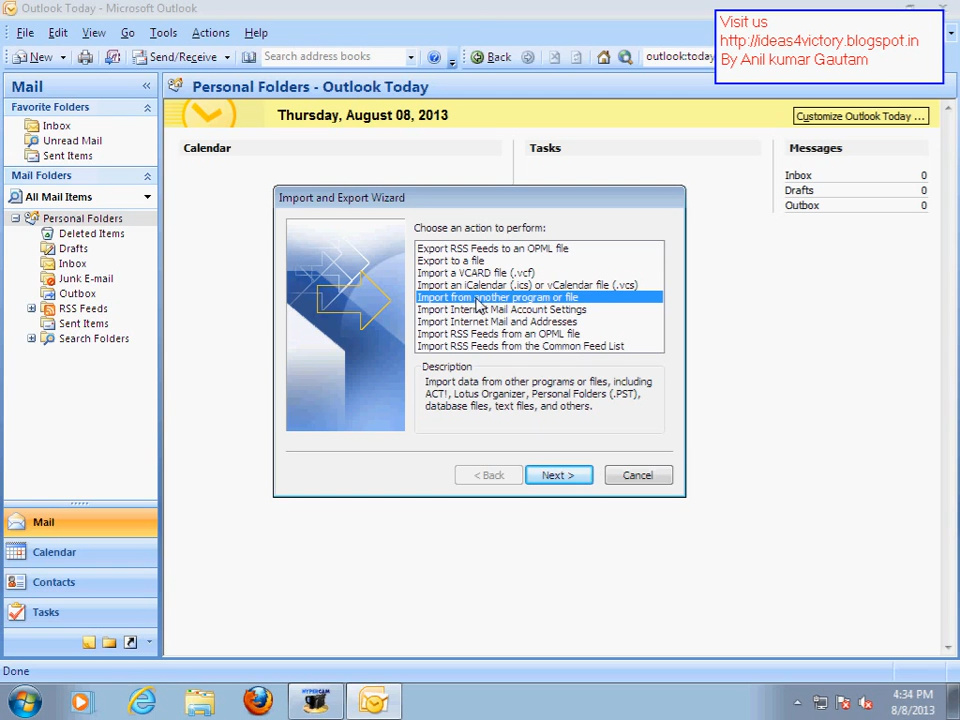 Outlook Today - Microsoft Outlook
File Edit View Go Tools Actions Help
New Send/Receive Search address books Back outlook:today
Visit us
http://ideas4victory.blogspot.in
By Anil kumar Gautam
Mail
Favorite Folders
Inbox
Unread Mail
Sent Items
Mail Folders
All Mail Items
Personal Folders
Deleted Items
Drafts
Inbox
Junk E-mail
Outbox
RSS Feeds
Sent Items
Search Folders
Mail
Calendar
Contacts
Tasks
Personal Folders - Outlook Today
Thursday, August 08, 2013
Customize Outlook Today ...
Calendar Tasks Messages
Inbox 0
Drafts 0
Outbox 0
Import and Export Wizard
Choose an action to perform:
Export RSS Feeds to an OPML file
Export to a file
Import a VCARD file (.vcf)
Import an iCalendar (.ics) or vCalendar file (.vcs)
Import from another program or file
Import Internet Mail Account Settings
Import Internet Mail and Addresses
Import RSS Feeds from an OPML file
Import RSS Feeds from the Common Feed List
Description
Import data from other programs or files, including
ACT!, Lotus Organizer, Personal Folders (.PST),
database files, text files, and others.
< Back Next > Cancel
Done
HYPERCAM
4:34 PM
8/8/2013